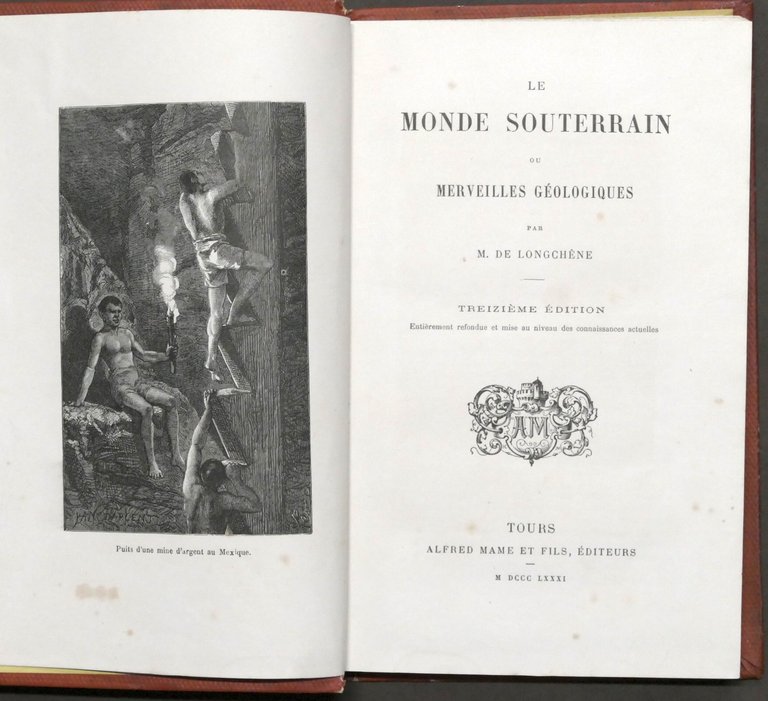 Puits d'une mine d'argent au Mexique.
LE
MONDE SOUTERRAIN
OU
MERVEILLES GÉOLOGIQUES
PAR
M. DE LONGCHÊNE
TREIZIÈME ÉDITION
Entièrement refondue et mise au niveau des connaissances actuelles
AM
TOURS
ALFRED MAME ET FILS, ÉDITEURS
M DCCC LXXXI